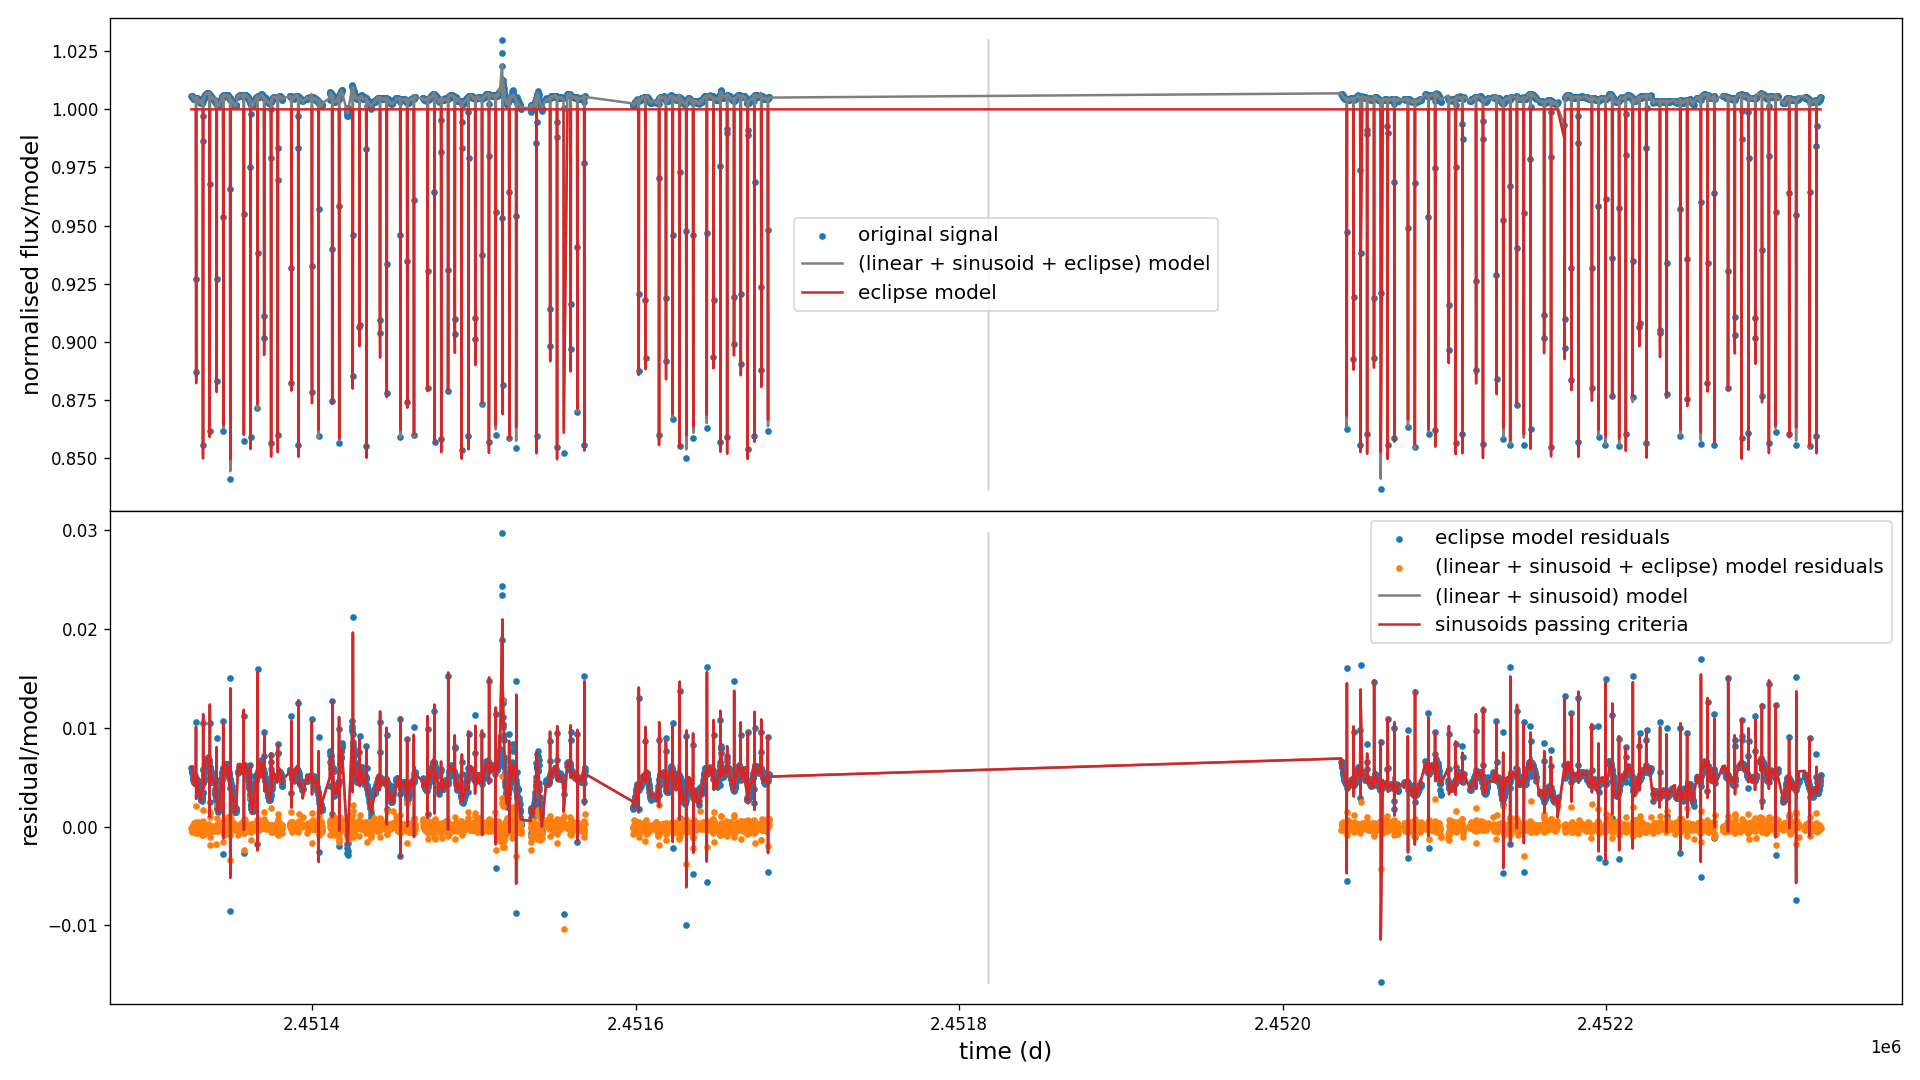 1.025
1.000
0.975
0.950
0.925
0.900
0.875
0.850
normalised flux/model
original signal
(linear + sinusoid + eclipse) model
eclipse model
0.03
0.02
0.01
0.00
−0.01
residual/model
eclipse model residuals
(linear + sinusoid + eclipse) model residuals
(linear + sinusoid) model
sinusoids passing criteria
2.4514
2.4516
2.4518
2.4520
2.4522
1e6
time (d)